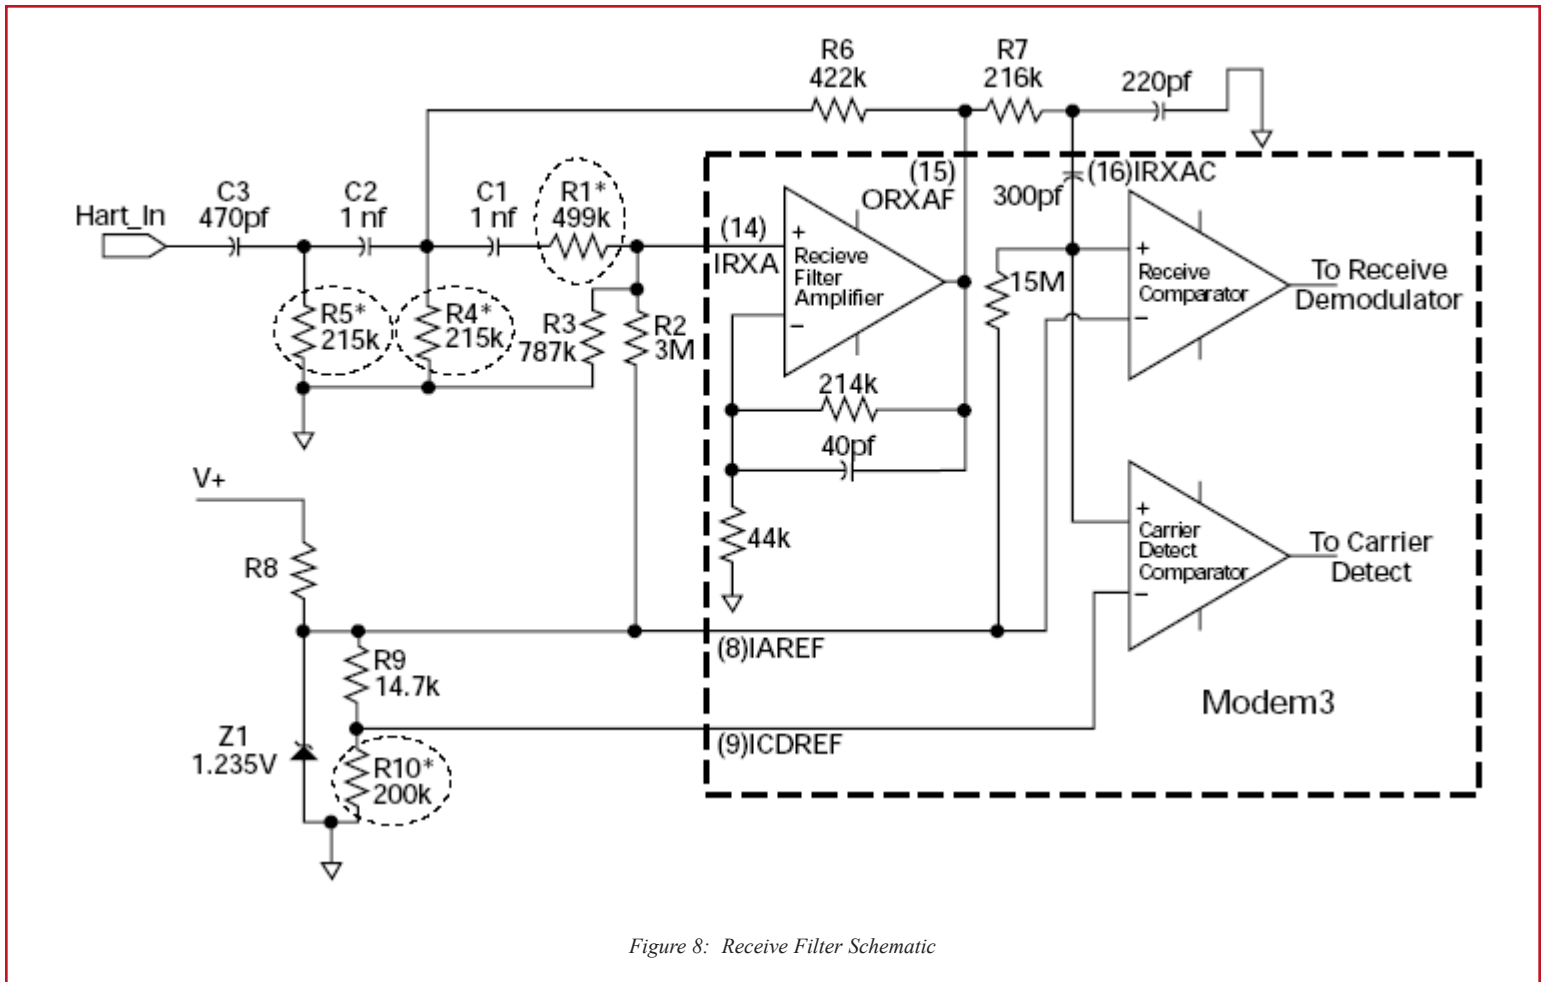 R6
422k
R7
216k
220pf
(15)
ORXAF
(16)IRXAC
300pf
Hart_In
C3
470pf
C2
1 nf
C1
1 nf
R1*
499k
(14)
IRXA
+
Recieve
Filter
Amplifier
−
+
Receive
Comparator
−
To Receive
Demodulator
15M
R5*
215k
R4*
215k
R3
787k
R2
3M
214k
40pf
44k
V+
R8
+
Carrier
Detect
Comparator
−
To Carrier
Detect
(8)IAREF
R9
14.7k
Z1
1.235V
R10*
200k
(9)ICDREF
Modem3
Figure 8: Receive Filter Schematic